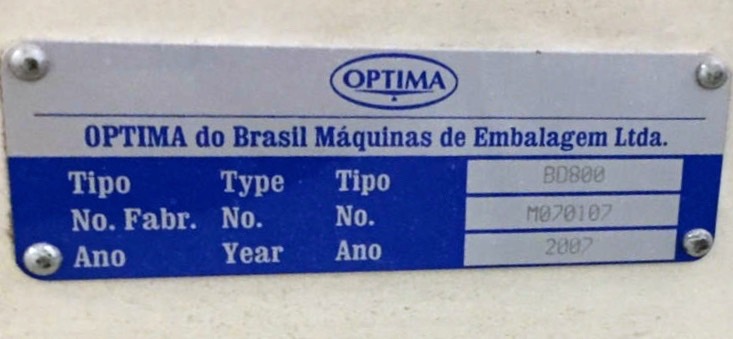 OPTIMA
OPTIMA do Brasil Máquinas de Embalagem Ltda.
Tipo Type Tipo BD800
No. Fabr. No. No. M070107
Ano Year Ano 2007